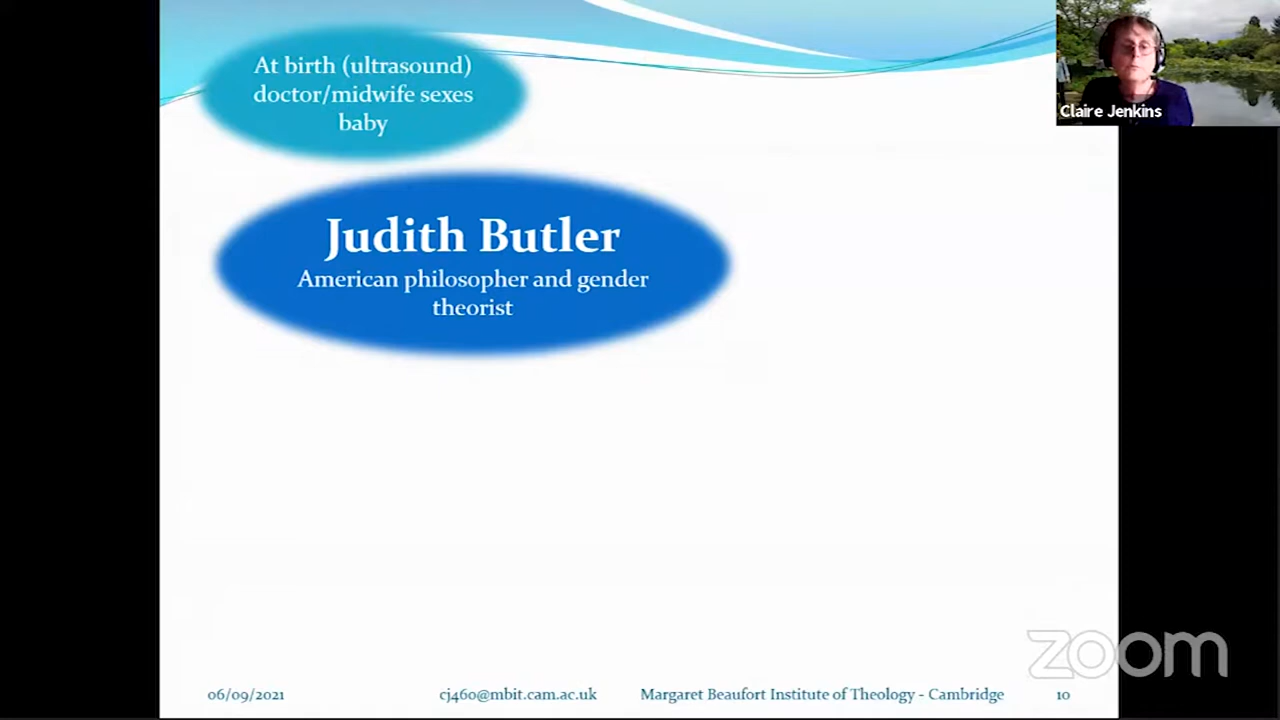 At birth (ultrasound)
doctor/midwife sexes
baby
Claire Jenkins
Judith Butler
American philosopher and gender
theorist
zoom
06/09/2021
cj460@mbit.cam.ac.uk
Margaret Beaufort Institute of Theology - Cambridge
10